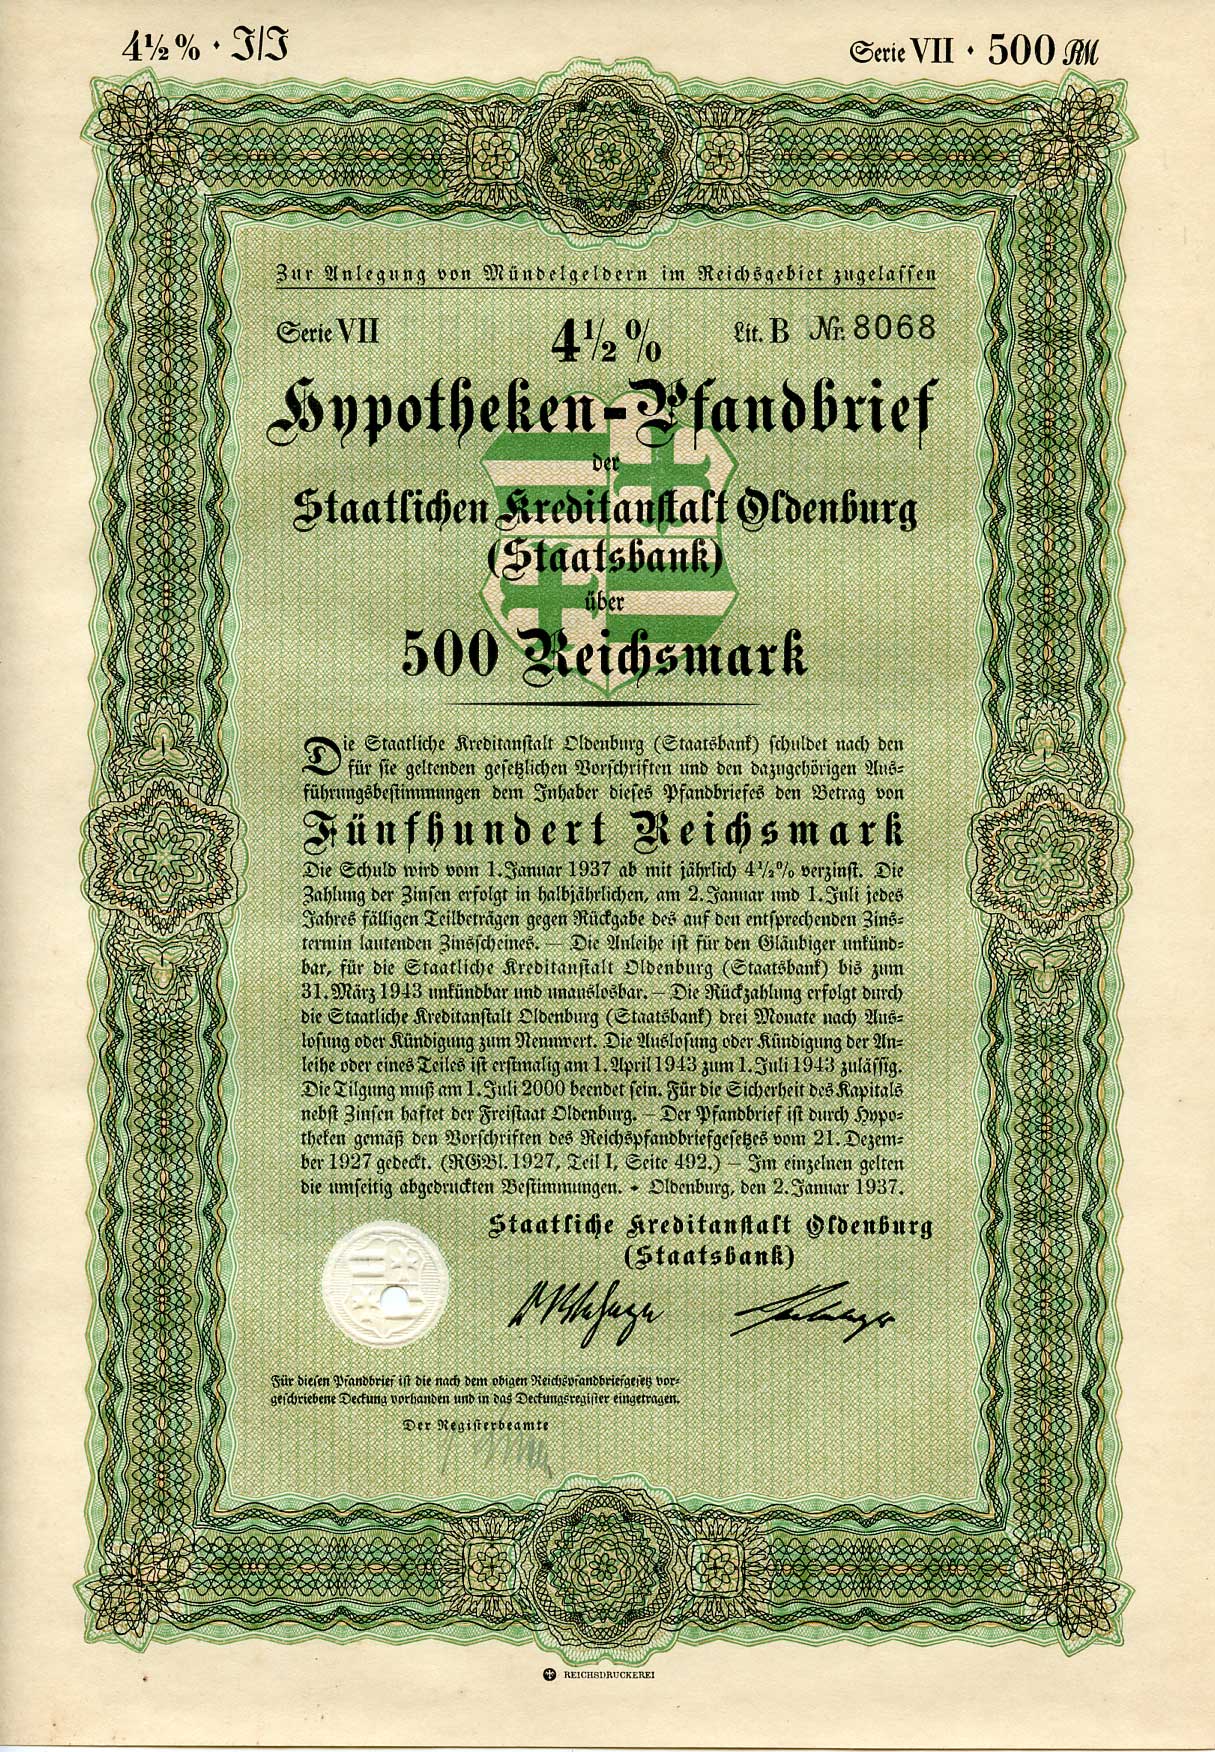 4½% · J/J
Serie VII · 500 RM
Zur Anlegung von Mündelgeldern im Reichsgebiet zugelassen
Serie VII 4½% Lit. B Nr. 8068
Hypotheken-Pfandbrief
der
Staatlichen Kreditanstalt Oldenburg
(Staatsbank)
über
500 Reichsmark
Die Staatliche Kreditanstalt Oldenburg (Staatsbank) schuldet nach den
für sie geltenden gesetzlichen Vorschriften und den dazugehörigen Aus-
führungsbestimmungen dem Inhaber dieses Pfandbriefes den Betrag von
Fünfhundert Reichsmark
Die Schuld wird vom 1. Januar 1937 ab mit jährlich 4½% verzinst. Die
Zahlung der Zinsen erfolgt in halbjährlichen, am 2. Januar und 1. Juli jedes
Jahres fälligen Teilbeträgen gegen Rückgabe des auf den entsprechenden Zins-
termin lautenden Zinsscheines. — Die Anleihe ist für den Gläubiger unkünd-
bar, für die Staatliche Kreditanstalt Oldenburg (Staatsbank) bis zum
31. März 1943 unkündbar und unauslosbar. — Die Rückzahlung erfolgt durch
die Staatliche Kreditanstalt Oldenburg (Staatsbank) drei Monate nach Aus-
losung oder Kündigung zum Nennwert. Die Auslosung oder Kündigung der An-
leihe oder eines Teiles ist erstmalig am 1. April 1943 zum 1. Juli 1943 zulässig.
Die Tilgung muß am 1. Juli 2000 beendet sein. Für die Sicherheit des Kapitals
nebst Zinsen haftet der Freistaat Oldenburg. — Der Pfandbrief ist durch Hypo-
theken gemäß den Vorschriften des Reichspfandbriefgesetzes vom 21. Dezem-
ber 1927 gedeckt. (RGBl. 1927, Teil I, Seite 492.) — Im einzelnen gelten
die umseitig abgedruckten Bestimmungen. • Oldenburg, den 2. Januar 1937.
Staatliche Kreditanstalt Oldenburg
(Staatsbank)
Für diesen Pfandbrief ist die nach dem obigen Reichspfandbriefgesetz vor-
geschriebene Deckung vorhanden und in das Deckungsregister eingetragen.
Der Registerbeamte
REICHSDRUCKEREI